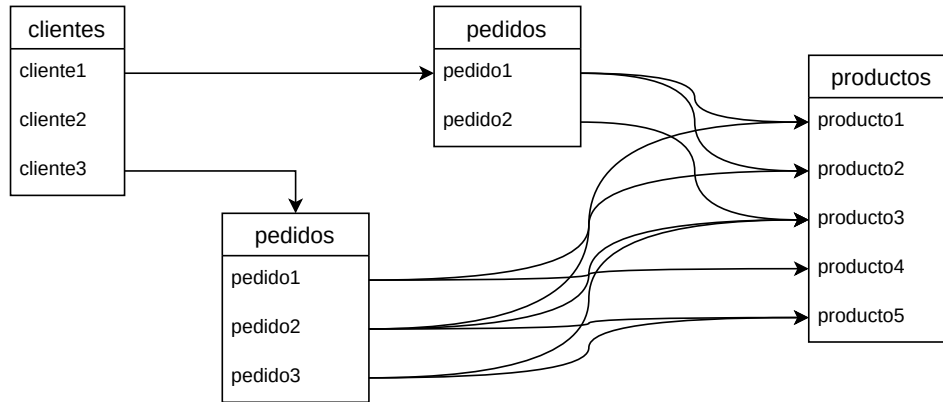 clientes
cliente1
cliente2
cliente3
pedidos
pedido1
pedido2
productos
producto1
producto2
producto3
producto4
producto5
pedidos
pedido1
pedido2
pedido3